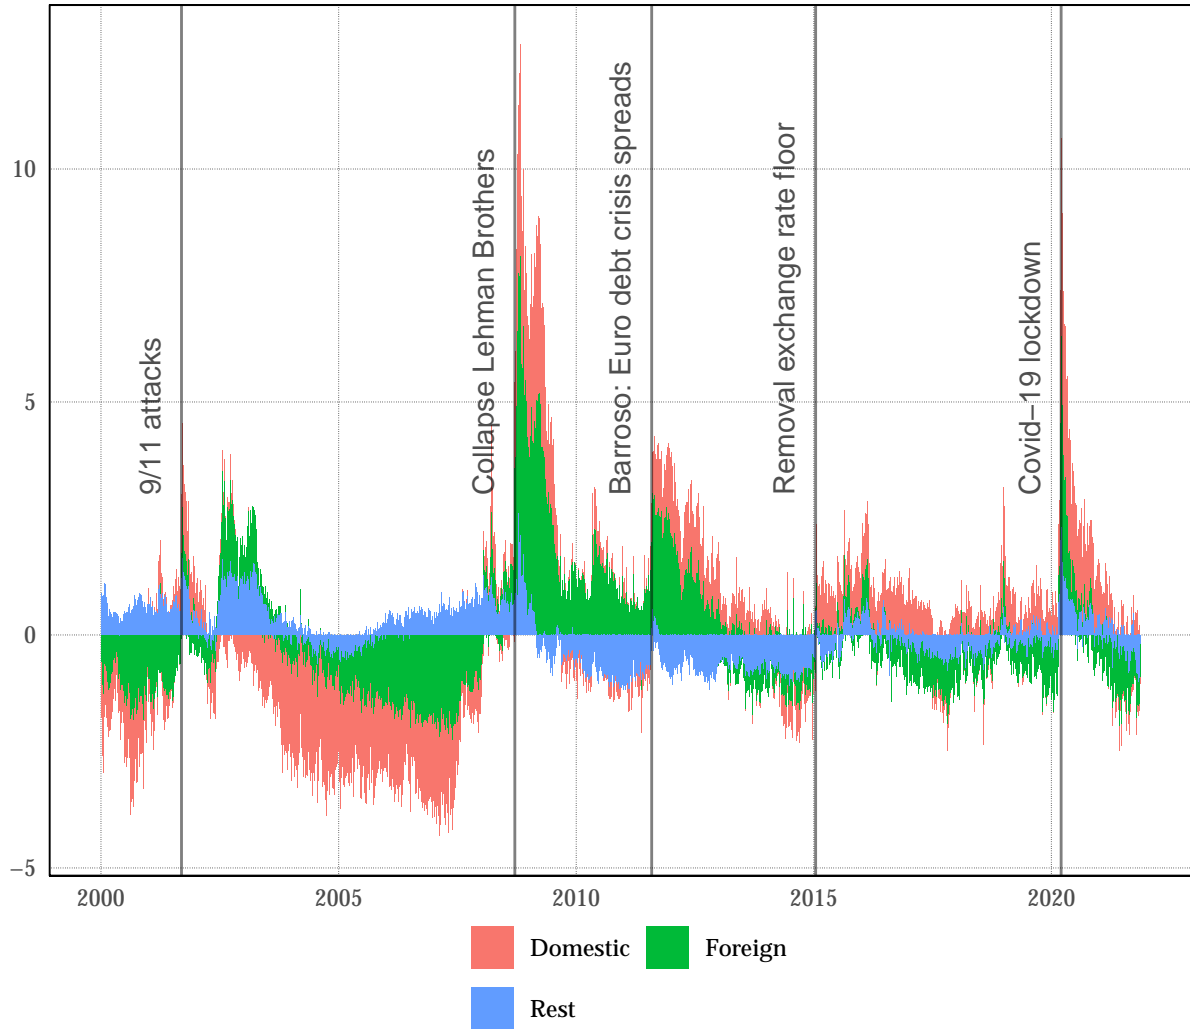 10
5
0
−5
9/11 attacks
Collapse Lehman Brothers
Barroso: Euro debt crisis spreads
Removal exchange rate floor
Covid−19 lockdown
2000 2005 2010 2015 2020
Domestic Foreign
Rest